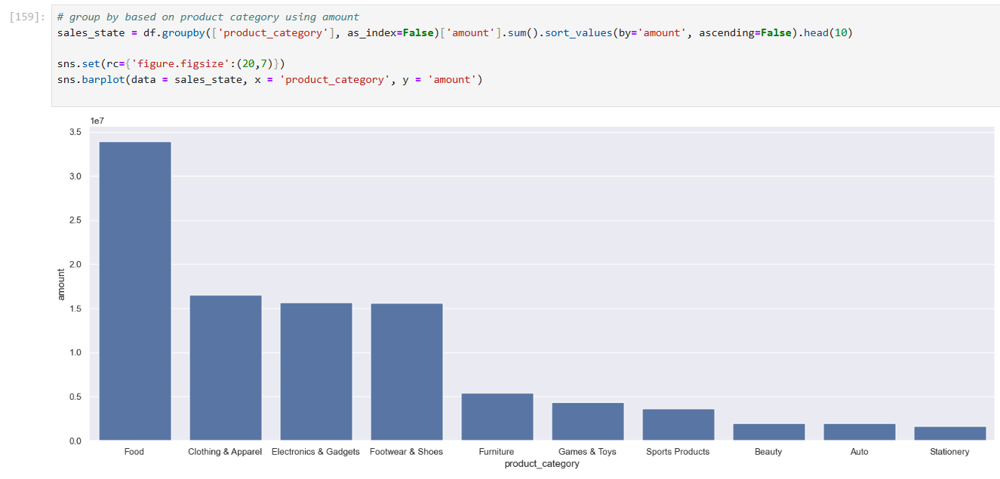 [159]:
# group by based on product category using amount
sales_state = df.groupby(['product_category'], as_index=False)['amount'].sum().sort_values(by='amount', ascending=False).head(10)
sns.set(rc={'figure.figsize':(20,7)})
sns.barplot(data = sales_state, x = 'product_category', y = 'amount')
1e7
3.5
3.0
2.5
2.0
1.5
1.0
0.5
0.0
amount
Food Clothing & Apparel Electronics & Gadgets Footwear & Shoes Furniture Games & Toys Sports Products Beauty Auto Stationery
product_category